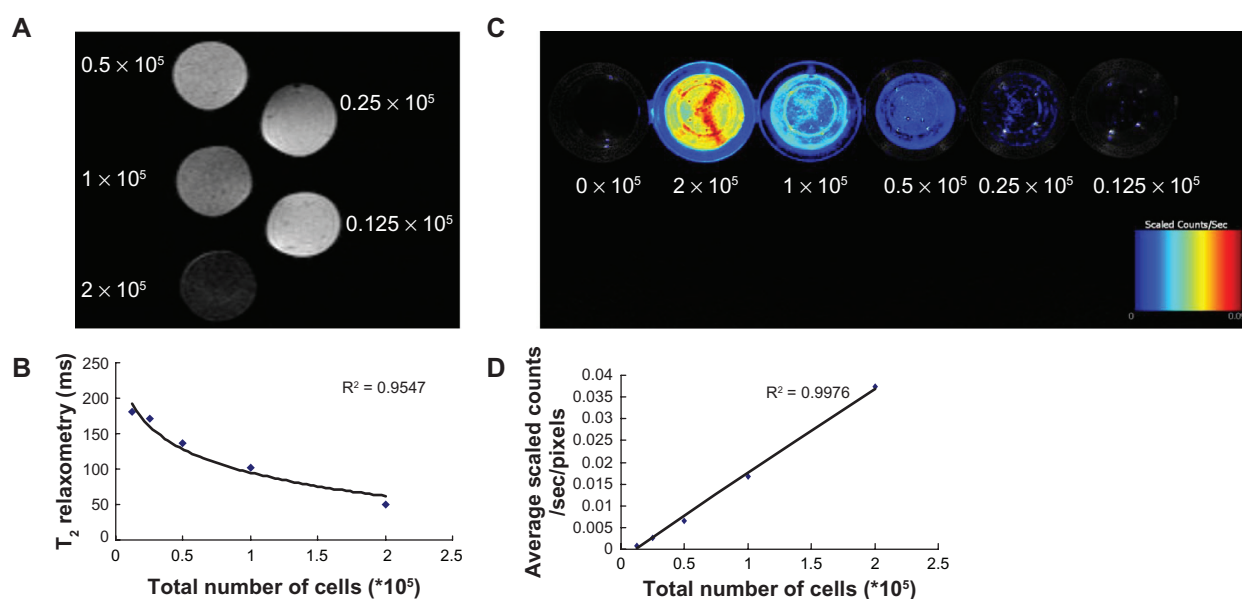 A
0.5 × 10⁵
0.25 × 10⁵
1 × 10⁵
0.125 × 10⁵
2 × 10⁵
B
T₂ relaxometry (ms)
250
200
150
100
50
0
R² = 0.9547
0 0.5 1 1.5 2 2.5
Total number of cells (*10⁵)
C
0 × 10⁵ 2 × 10⁵ 1 × 10⁵ 0.5 × 10⁵ 0.25 × 10⁵ 0.125 × 10⁵
Scaled Counts/Sec
0
D
Average scaled counts
/sec/pixels
0.04
0.035
0.03
0.025
0.02
0.015
0.01
0.005
0
R² = 0.9976
0 0.5 1 1.5 2 2.5
Total number of cells (*10⁵)